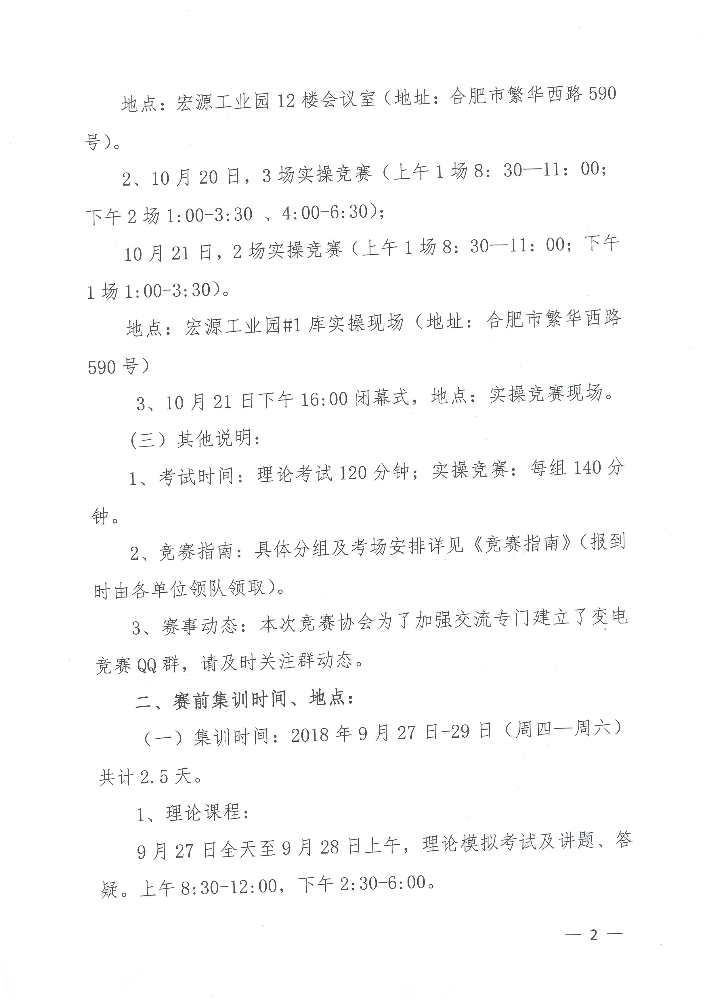 地点：宏源工业园12楼会议室（地址：合肥市繁华西路590
号）。
2、10月20日，3场实操竞赛（上午1场8：30—11：00；
下午2场1:00-3:30 、4:00-6:30）；
10月21日，2场实操竞赛（上午1场8：30—11：00；下午
1场1:00-3:30）。
地点：宏源工业园#1库实操现场（地址：合肥市繁华西路
590号）
3、10月21日下午16:00闭幕式，地点：实操竞赛现场。
(三）其他说明：
1、考试时间：理论考试120分钟；实操竞赛：每组140分
钟。
2、竞赛指南：具体分组及考场安排详见《竞赛指南》（报到
时由各单位领队领取）。
3、赛事动态：本次竞赛协会为了加强交流专门建立了变电
竞赛QQ群，请及时关注群动态。
二、赛前集训时间、地点：
（一）集训时间：2018年9月27日-29日（周四—周六）
共计2.5天。
1、理论课程：
9月27日全天至9月28日上午，理论模拟考试及讲题、答
疑。上午8:30-12:00，下午2:30-6:00。
— 2 —